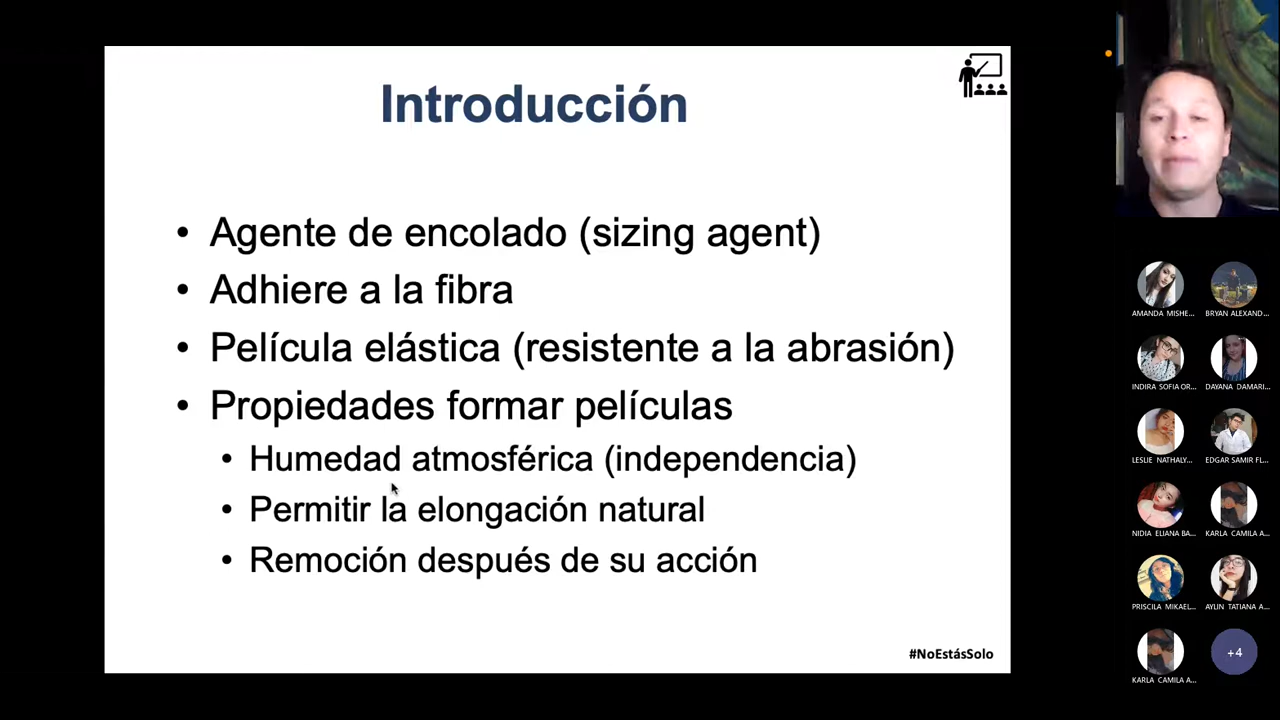 Introducción
Agente de encolado (sizing agent)
Adhiere a la fibra
Película elástica (resistente a la abrasión)
Propiedades formar películas
Humedad atmosférica (independencia)
Permitir la elongación natural
Remoción después de su acción
#NoEstásSolo
AMANDA MISHE...
BRYAN ALEXAND...
INDIRA SOFIA OR...
DAYANA DAMARI...
LESLIE NATHALY...
EDGAR SAMIR FL...
NIDIA ELIANA BA...
KARLA CAMILA A...
PRISCILA MIKAEL...
AYLIN TATIANA A...
KARLA CAMILA A...
+4